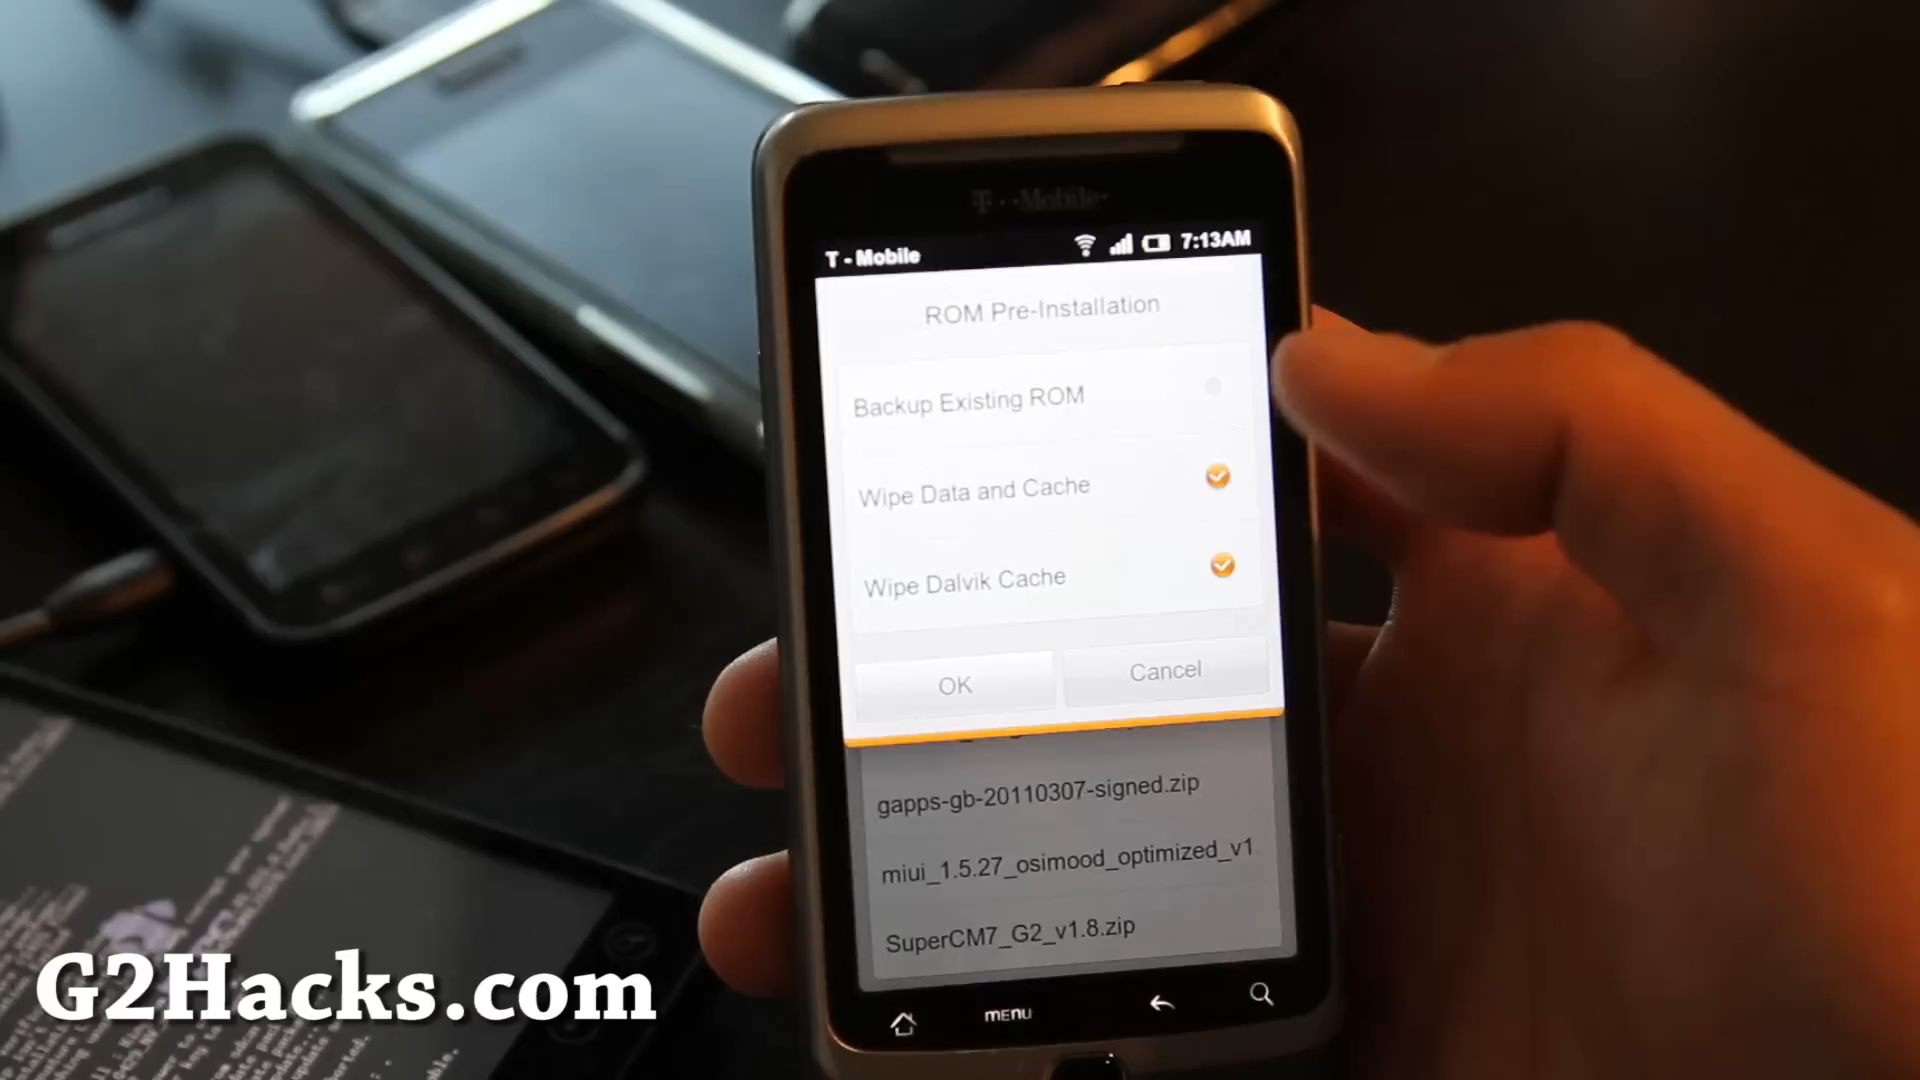 T - Mobile
T - Mobile 7:13AM
ROM Pre-Installation
Backup Existing ROM
Wipe Data and Cache
Wipe Dalvik Cache
OK Cancel
gapps-gb-20110307-signed.zip
miui_1.5.27_osimood_optimized_v1
SuperCM7_G2_v1.8.zip
MENU
G2Hacks.com